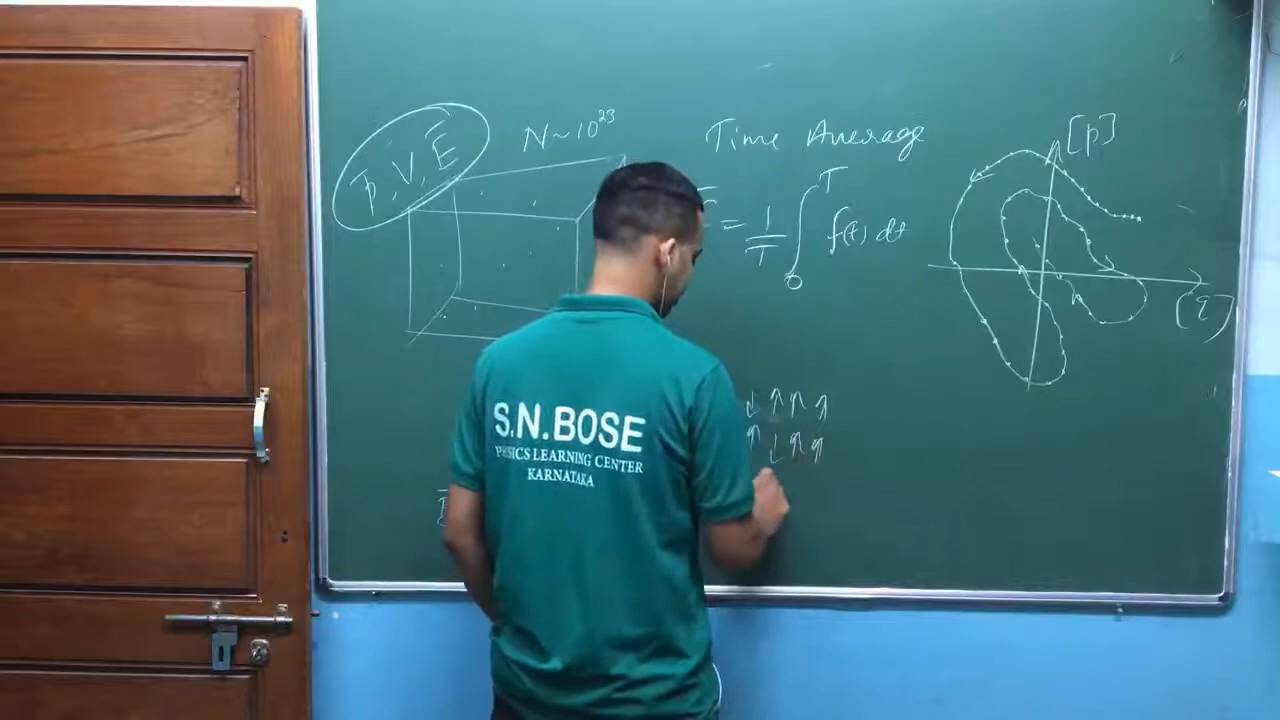 P, V, E
N ~ 10²³
Time Average
= 1/T ∫₀ᵀ f(t) dt
[p]
(q)
↓ ↑ ↑ ↑
↑ ↓ ↑ ↑
S.N.BOSE
PHYSICS LEARNING CENTER
KARNATAKA